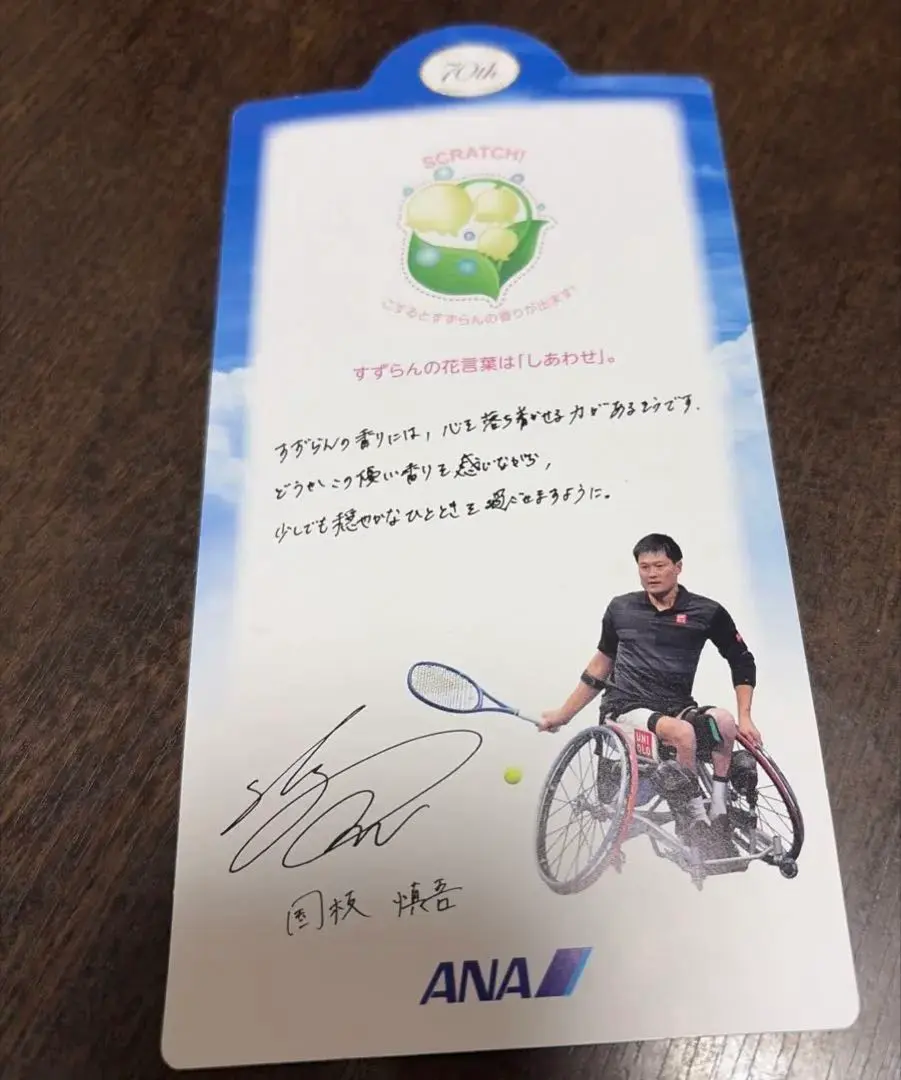 70th
SCRATCH!
こするとすずらんの香りが出ます!
すずらんの花言葉は「しあわせ」。
すずらんの香りには、心を落ち着かせる力があるそうです.
どうかこの優しい香りを感じながら、
少しでも穏やかなひとときを過ごせますように。
UNI
QLO
国枝 慎吾
ANA